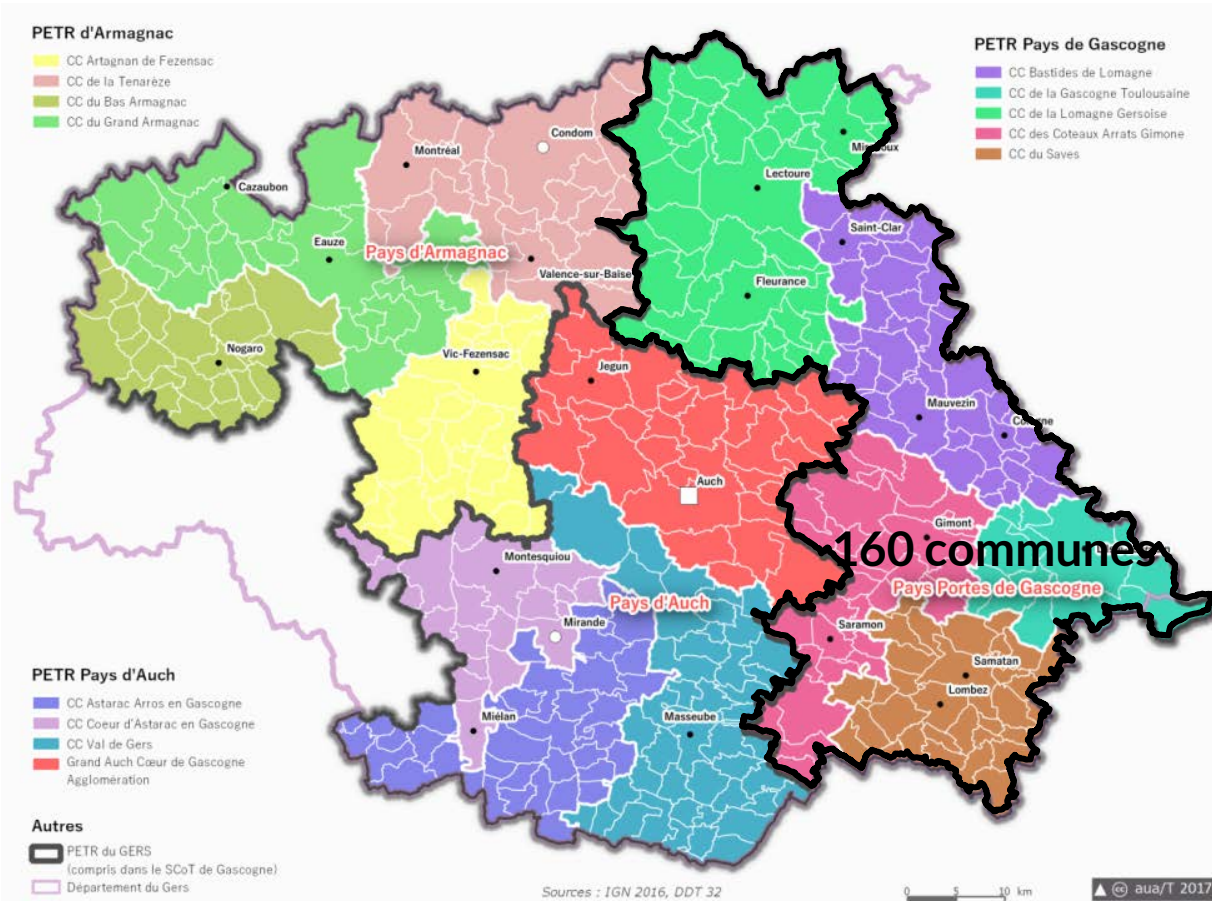 PETR d'Armagnac
CC Artagnan de Fezensac
CC de la Tenarèze
CC du Bas Armagnac
CC du Grand Armagnac
PETR Pays de Gascogne
CC Bastides de Lomagne
CC de la Gascogne Toulousaine
CC de la Lomagne Gersoise
CC des Coteaux Arrats Gimone
CC du Saves
Condom
Montréal
Cazaubon
Lectoure
Saint-Clar
Eauze
Pays d'Armagnac
Valence-sur-Baise
Fleurance
Nogaro
Vic-Fezensac
Jegun
Mauvezin
Auch
Gimont
160 communes
Montesquiou
Pays d'Auch
Pays Portes de Gascogne
Mirande
Saramon
Samatan
Lombez
Miélan
Masseube
PETR Pays d'Auch
CC Astarac Arros en Gascogne
CC Coeur d'Astarac en Gascogne
CC Val de Gers
Grand Auch Cœur de Gascogne
Agglomération
Autres
PETR du GERS
(compris dans le SCoT de Gascogne)
Département du Gers
Sources : IGN 2016, DDT 32
0 5 10 km
aua/T 2017